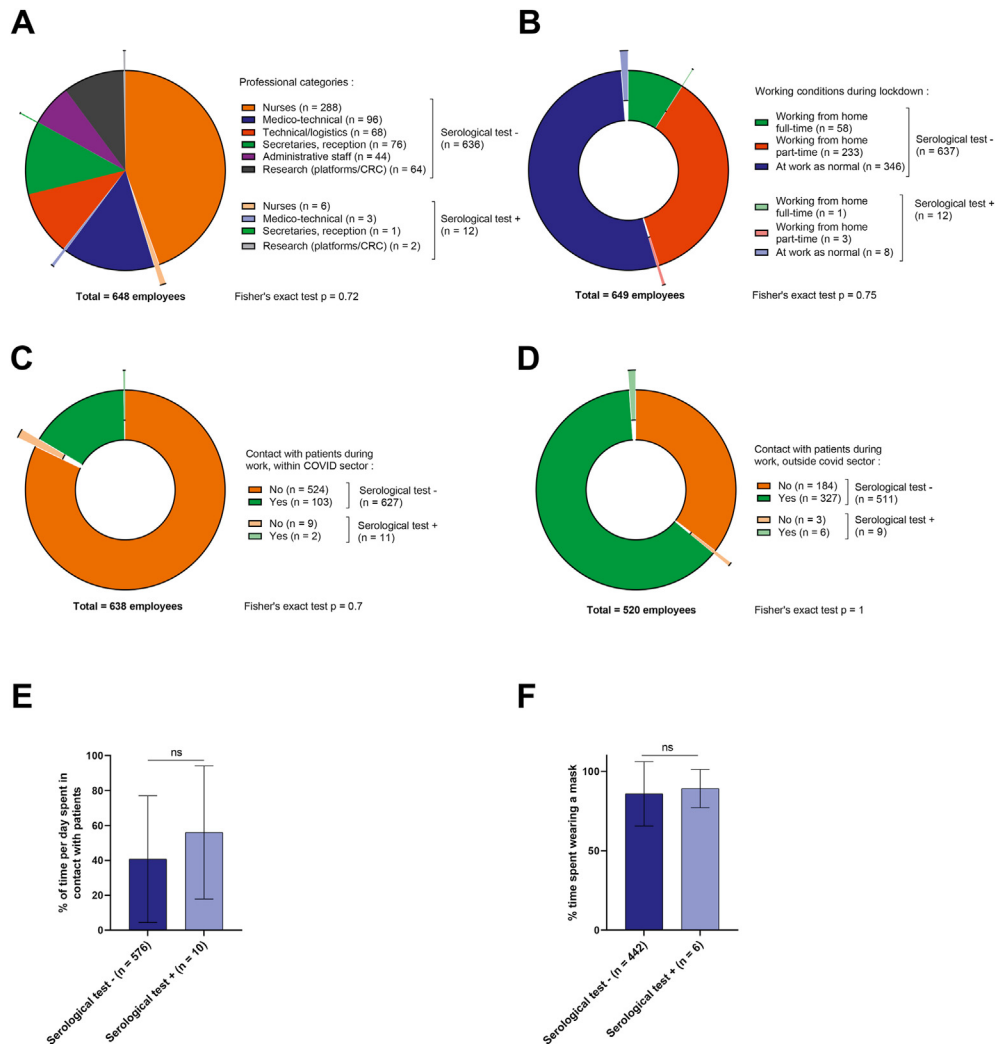 A
Professional categories :
Nurses (n = 288)
Medico-technical (n = 96)
Technical/logistics (n = 68)
Secretaries, reception (n = 76)
Administrative staff (n = 44)
Research (platforms/CRC) (n = 64)
Serological test -
(n = 636)
Nurses (n = 6)
Medico-technical (n = 3)
Secretaries, reception (n = 1)
Research (platforms/CRC) (n = 2)
Serological test +
(n = 12)
Total = 648 employees
Fisher's exact test p = 0.72
B
Working conditions during lockdown :
Working from home
full-time (n = 58)
Working from home
part-time (n = 233)
At work as normal (n = 346)
Serological test -
(n = 637)
Working from home
full-time (n = 1)
Working from home
part-time (n = 3)
At work as normal (n = 8)
Serological test +
(n = 12)
Total = 649 employees
Fisher's exact test p = 0.75
C
Contact with patients during
work, within COVID sector :
No (n = 524)
Yes (n = 103)
Serological test -
(n = 627)
No (n = 9)
Yes (n = 2)
Serological test +
(n = 11)
Total = 638 employees
Fisher's exact test p = 0.7
D
Contact with patients during
work, outside covid sector :
No (n = 184)
Yes (n = 327)
Serological test -
(n = 511)
No (n = 3)
Yes (n = 6)
Serological test +
(n = 9)
Total = 520 employees
Fisher's exact test p = 1
E
% of time per day spent in
contact with patients
100
80
60
40
20
0
ns
Serological test - (n = 576)
Serological test + (n = 10)
F
% time spent wearing a mask
100
50
0
ns
Serological test - (n = 442)
Serological test + (n = 6)